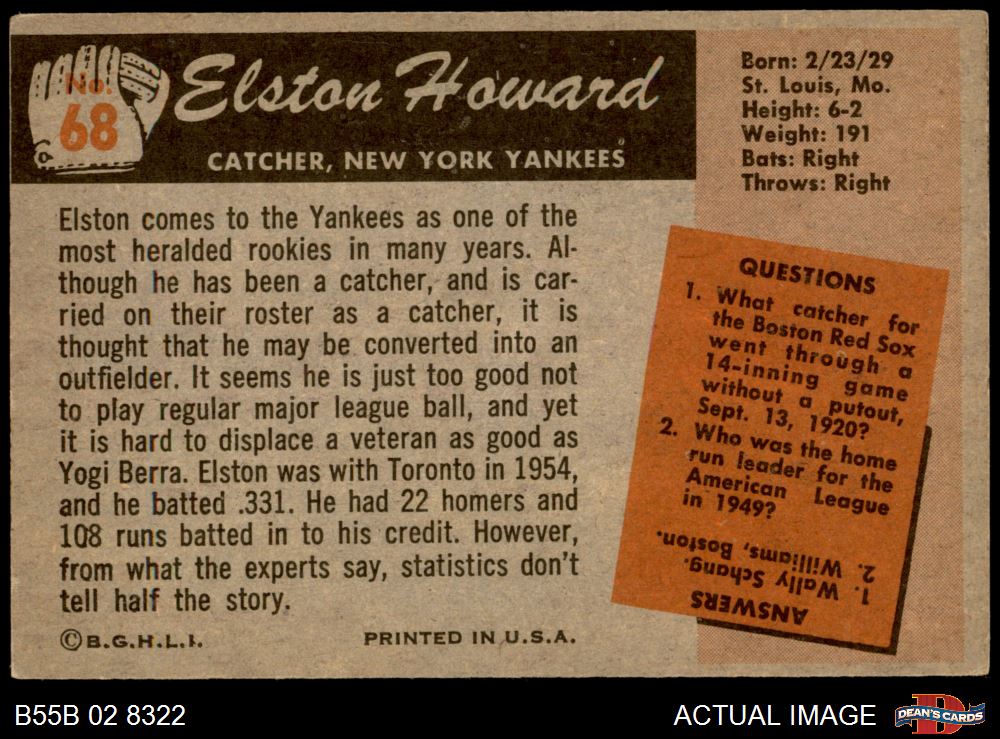 No.
68
Elston Howard
CATCHER, NEW YORK YANKEES
Born: 2/23/29
St. Louis, Mo.
Height: 6-2
Weight: 191
Bats: Right
Throws: Right
Elston comes to the Yankees as one of the
most heralded rookies in many years. Al-
though he has been a catcher, and is car-
ried on their roster as a catcher, it is
thought that he may be converted into an
outfielder. It seems he is just too good not
to play regular major league ball, and yet
it is hard to displace a veteran as good as
Yogi Berra. Elston was with Toronto in 1954,
and he batted .331. He had 22 homers and
108 runs batted in to his credit. However,
from what the experts say, statistics don't
tell half the story.
©B.G.H.L.I.
PRINTED IN U.S.A.
QUESTIONS
1. What catcher for
the Boston Red Sox
went through a
14-inning game
without a putout,
Sept. 13, 1920?
2. Who was the home
run leader for the
American League
in 1949?
ANSWERS
1. Wally Schang.
2. Williams, Boston.
B55B 02 8322
ACTUAL IMAGE
D
DEAN'S CARDS